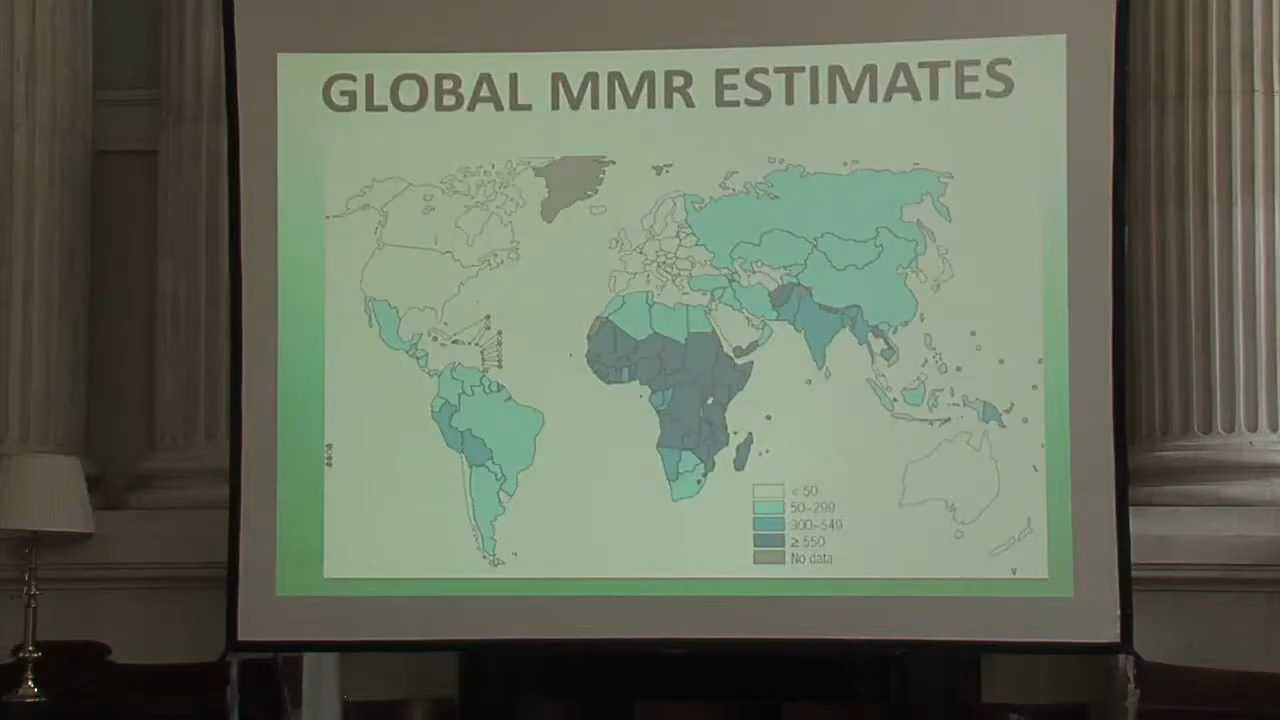 GLOBAL MMR ESTIMATES
< 50
50–299
300–549
≥ 550
No data